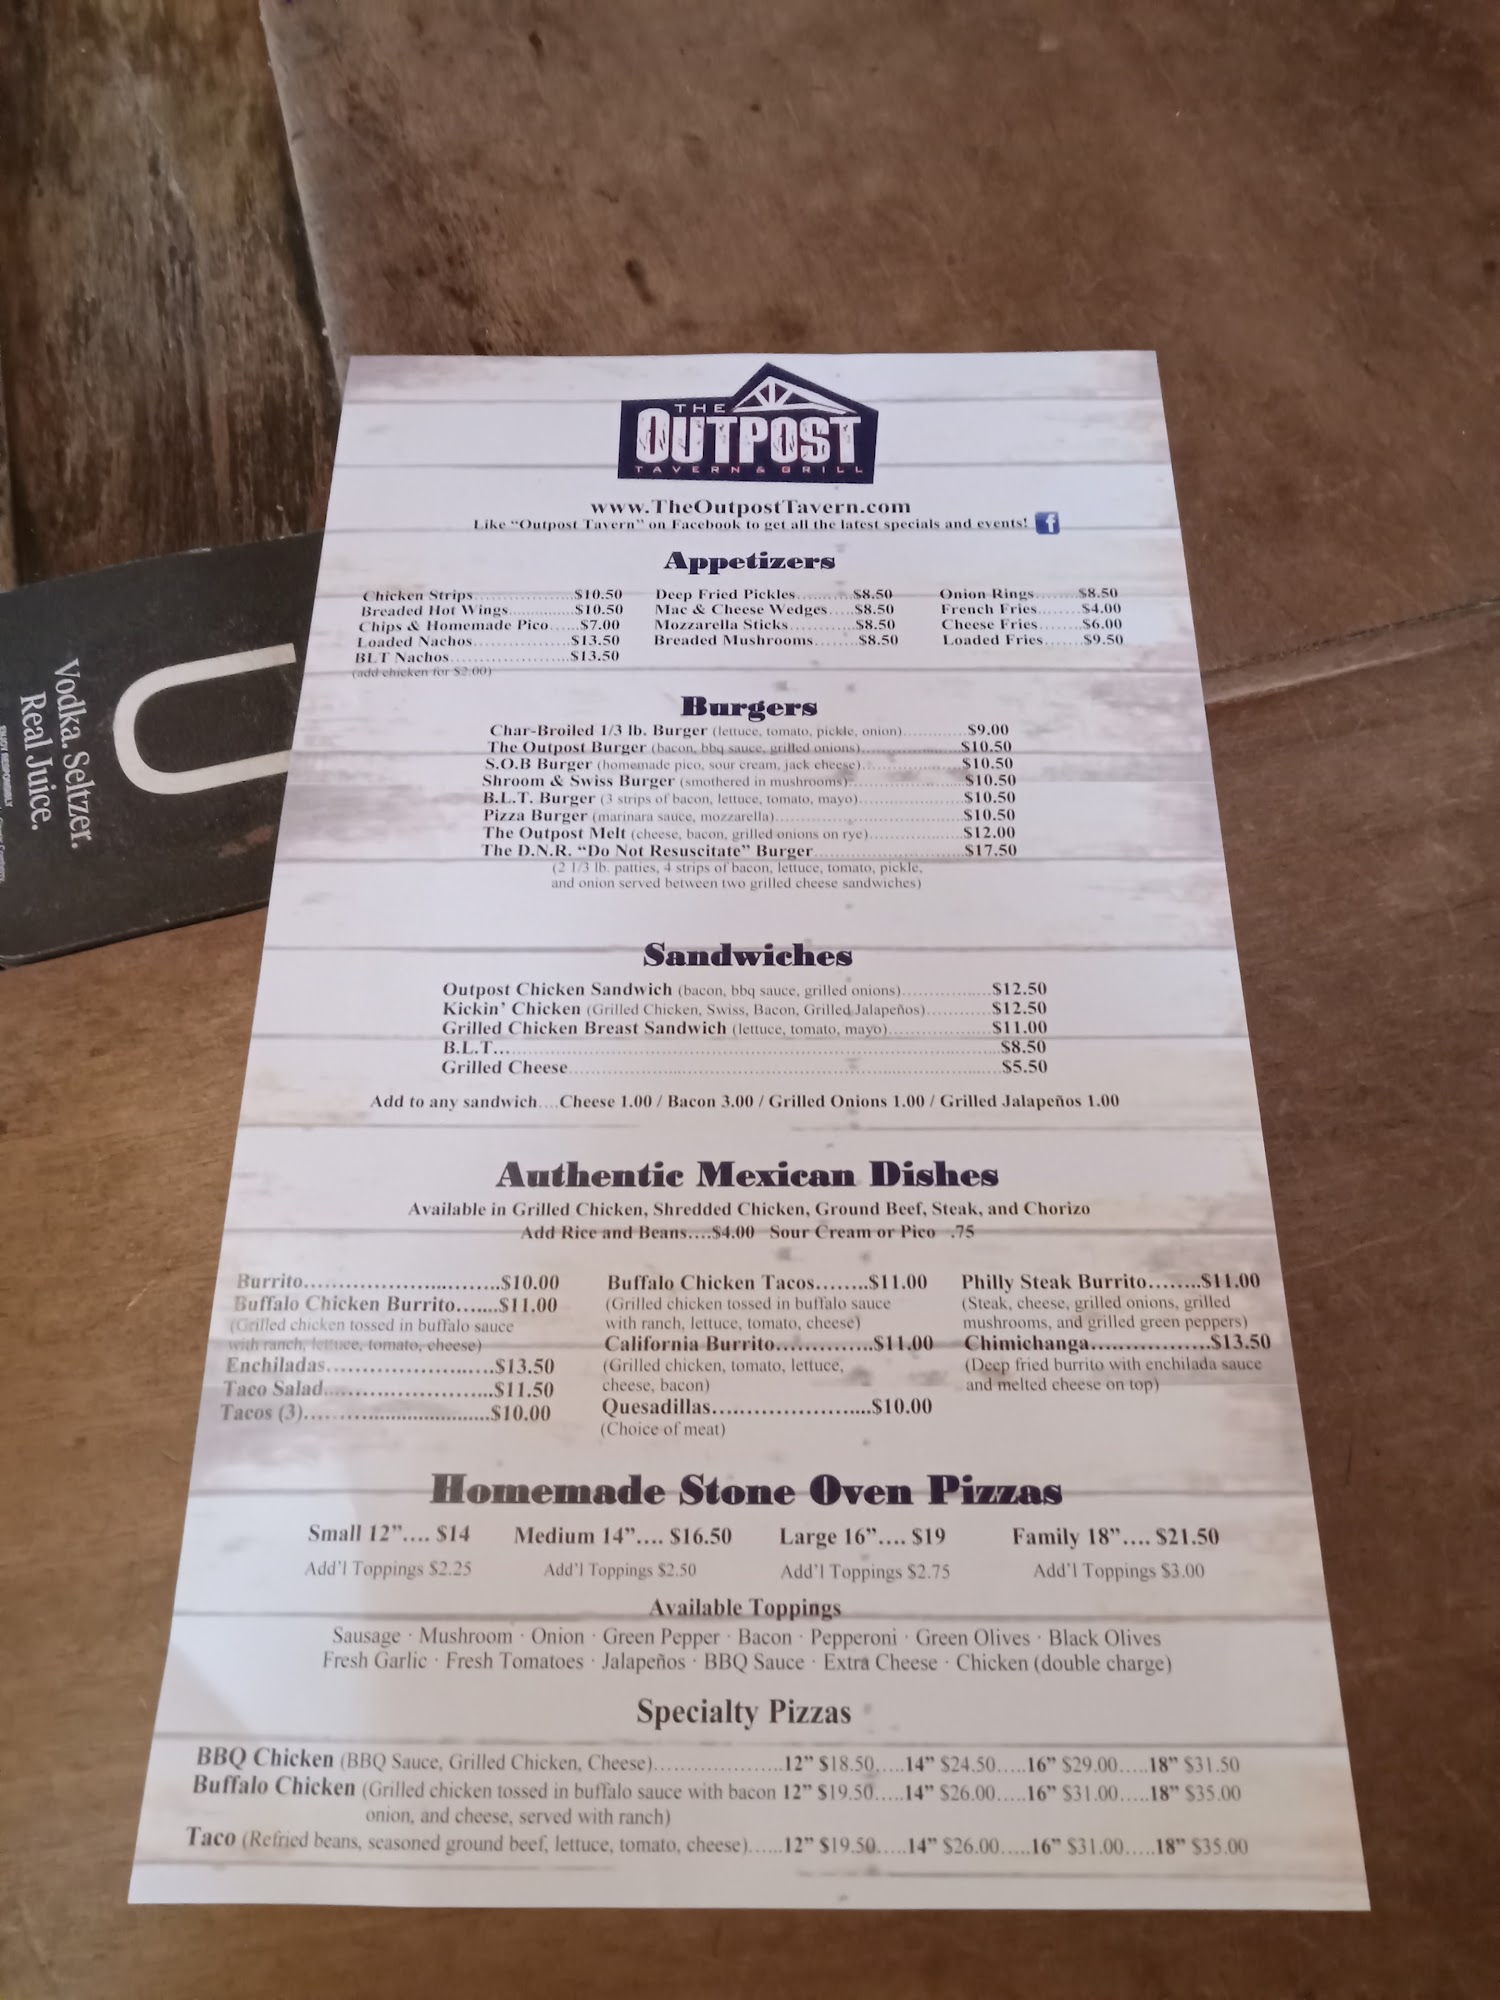 THE
OUTPOST
TAVERN & GRILL
www.TheOutpostTavern.com
Like "Outpost Tavern" on Facebook to get all the latest specials and events! f
Appetizers
Chicken Strips....................$10.50
Breaded Hot Wings.............$10.50
Chips & Homemade Pico.....$7.00
Loaded Nachos...................$13.50
BLT Nachos.......................$13.50
(add chicken for $2.00)
Deep Fried Pickles...........$8.50
Mac & Cheese Wedges.....$8.50
Mozzarella Sticks.............$8.50
Breaded Mushrooms........$8.50
Onion Rings........$8.50
French Fries.......$4.00
Cheese Fries.......$6.00
Loaded Fries.......$9.50
Burgers
Char-Broiled 1/3 lb. Burger (lettuce, tomato, pickle, onion).............$9.00
The Outpost Burger (bacon, bbq sauce, grilled onions)....................$10.50
S.O.B Burger (homemade pico, sour cream, jack cheese)...................$10.50
Shroom & Swiss Burger (smothered in mushrooms).......................$10.50
B.L.T. Burger (3 strips of bacon, lettuce, tomato, mayo)....................$10.50
Pizza Burger (marinara sauce, mozzarella)......................................$10.50
The Outpost Melt (cheese, bacon, grilled onions on rye)...................$12.00
The D.N.R. "Do Not Resuscitate" Burger..............................$17.50
(2 1/3 lb. patties, 4 strips of bacon, lettuce, tomato, pickle,
and onion served between two grilled cheese sandwiches)
Sandwiches
Outpost Chicken Sandwich (bacon, bbq sauce, grilled onions).................$12.50
Kickin' Chicken (Grilled Chicken, Swiss, Bacon, Grilled Jalapeños)............$12.50
Grilled Chicken Breast Sandwich (lettuce, tomato, mayo)...................$11.00
B.L.T.................................................................................$8.50
Grilled Cheese......................................................................$5.50
Add to any sandwich....Cheese 1.00 / Bacon 3.00 / Grilled Onions 1.00 / Grilled Jalapeños 1.00
Authentic Mexican Dishes
Available in Grilled Chicken, Shredded Chicken, Ground Beef, Steak, and Chorizo
Add Rice and Beans....$4.00 Sour Cream or Pico .75
Burrito.................................$10.00
Buffalo Chicken Burrito.......$11.00
(Grilled chicken tossed in buffalo sauce
with ranch, lettuce, tomato, cheese)
Enchiladas............................$13.50
Taco Salad............................$11.50
Tacos (3)...............................$10.00
Buffalo Chicken Tacos........$11.00
(Grilled chicken tossed in buffalo sauce
with ranch, lettuce, tomato, cheese)
California Burrito..............$11.00
(Grilled chicken, tomato, lettuce,
cheese, bacon)
Quesadillas.......................$10.00
(Choice of meat)
Philly Steak Burrito........$11.00
(Steak, cheese, grilled onions, grilled
mushrooms, and grilled green peppers)
Chimichanga.................$13.50
(Deep fried burrito with enchilada sauce
and melted cheese on top)
Homemade Stone Oven Pizzas
Small 12".... $14 Medium 14".... $16.50 Large 16".... $19 Family 18".... $21.50
Add'l Toppings $2.25 Add'l Toppings $2.50 Add'l Toppings $2.75 Add'l Toppings $3.00
Available Toppings
Sausage · Mushroom · Onion · Green Pepper · Bacon · Pepperoni · Green Olives · Black Olives
Fresh Garlic · Fresh Tomatoes · Jalapeños · BBQ Sauce · Extra Cheese · Chicken (double charge)
Specialty Pizzas
BBQ Chicken (BBQ Sauce, Grilled Chicken, Cheese)...................12" $18.50.....14" $24.50.....16" $29.00.....18" $31.50
Buffalo Chicken (Grilled chicken tossed in buffalo sauce with bacon 12" $19.50.....14" $26.00.....16" $31.00.....18" $35.00
onion, and cheese, served with ranch)
Taco (Refried beans, seasoned ground beef, lettuce, tomato, cheese)......12" $19.50.....14" $26.00.....16" $31.00.....18" $35.00
Vodka. Seltzer.
Real Juice.
ENJOY RESPONSIBLY